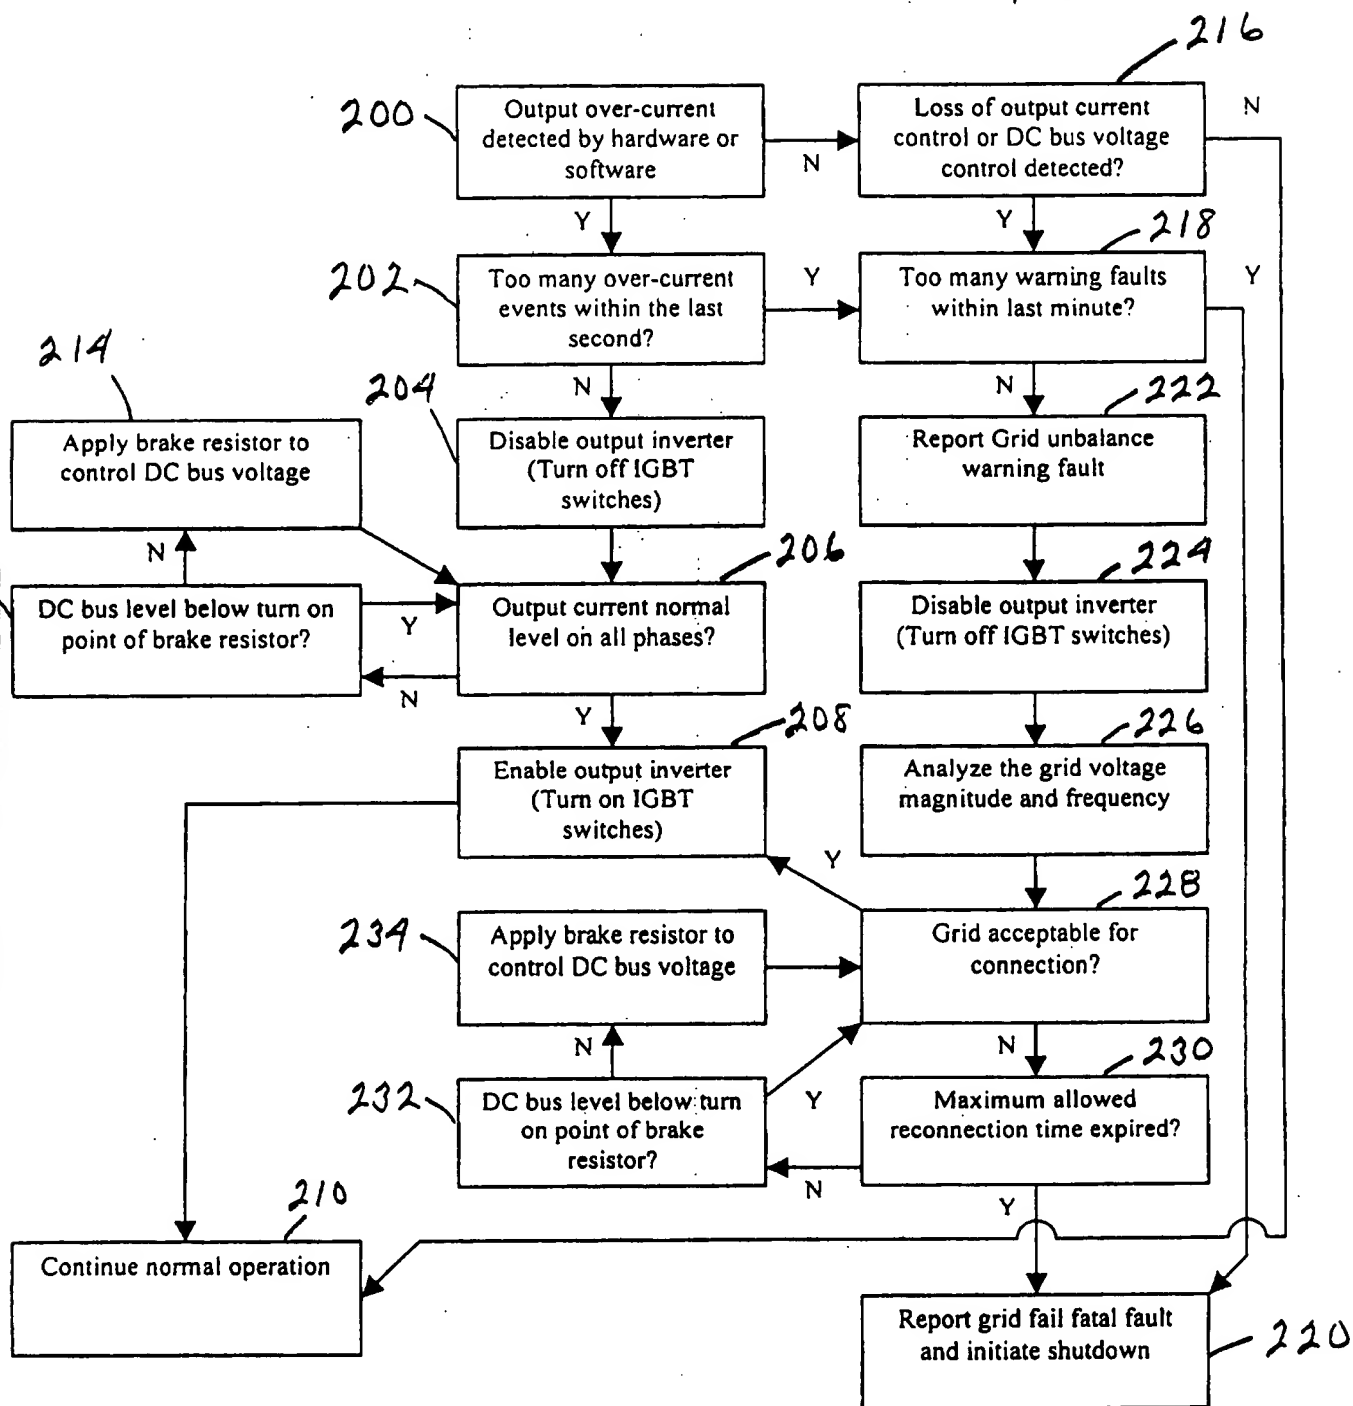 216
200
Output over-current
detected by hardware or
software
N
Loss of output current
control or DC bus voltage
control detected?
N
Y
Y
218
202
Too many over-current
events within the last
second?
Y
Too many warning faults
within last minute?
Y
214
204
N
N
222
Apply brake resistor to
control DC bus voltage
Disable output inverter
(Turn off IGBT
switches)
Report Grid unbalance
warning fault
N
206
224
DC bus level below turn on
point of brake resistor?
Y
N
Output current normal
level on all phases?
Disable output inverter
(Turn off IGBT switches)
Y
208
226
Enable output inverter
(Turn on IGBT
switches)
Analyze the grid voltage
magnitude and frequency
Y
228
234
Apply brake resistor to
control DC bus voltage
Grid acceptable for
connection?
N
N
230
232
DC bus level below turn
on point of brake
resistor?
Y
N
Maximum allowed
reconnection time expired?
210
Y
Continue normal operation
Report grid fail fatal fault
and initiate shutdown
220